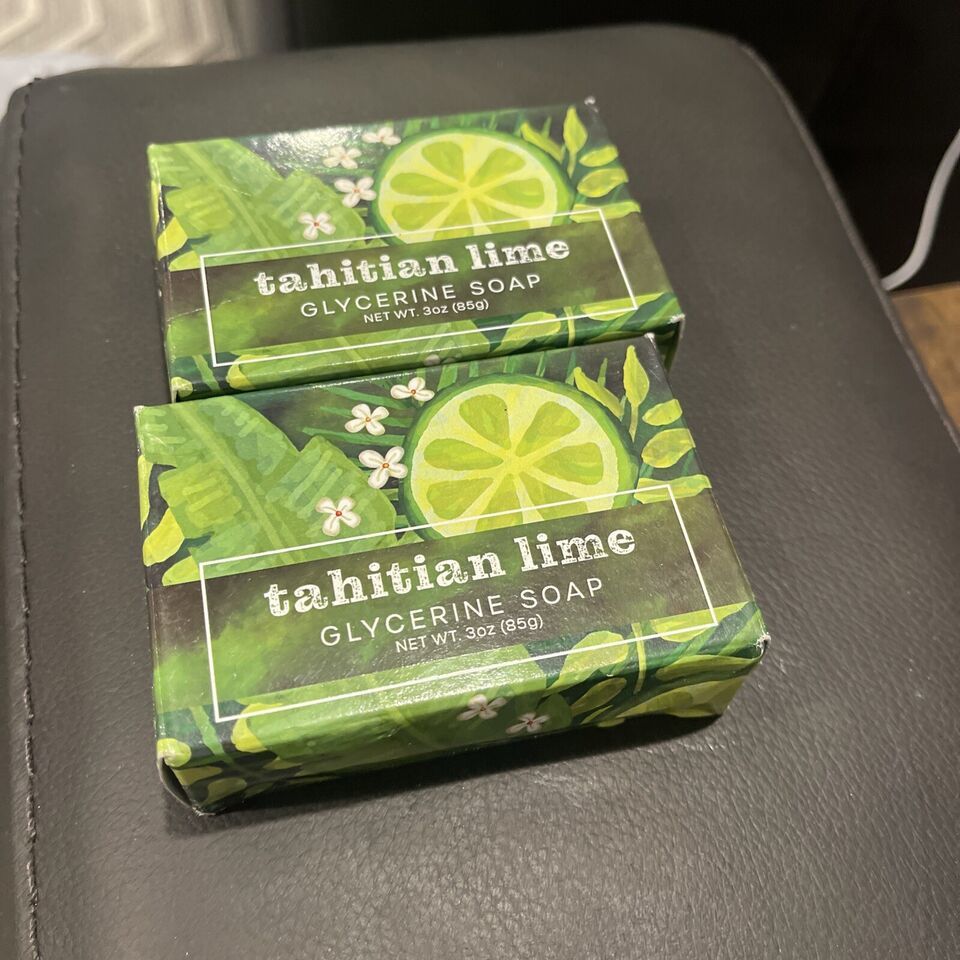 tahitian lime
GLYCERINE SOAP
NET WT. 3oz (85g)
tahitian lime
GLYCERINE SOAP
NET WT. 3oz (85g)